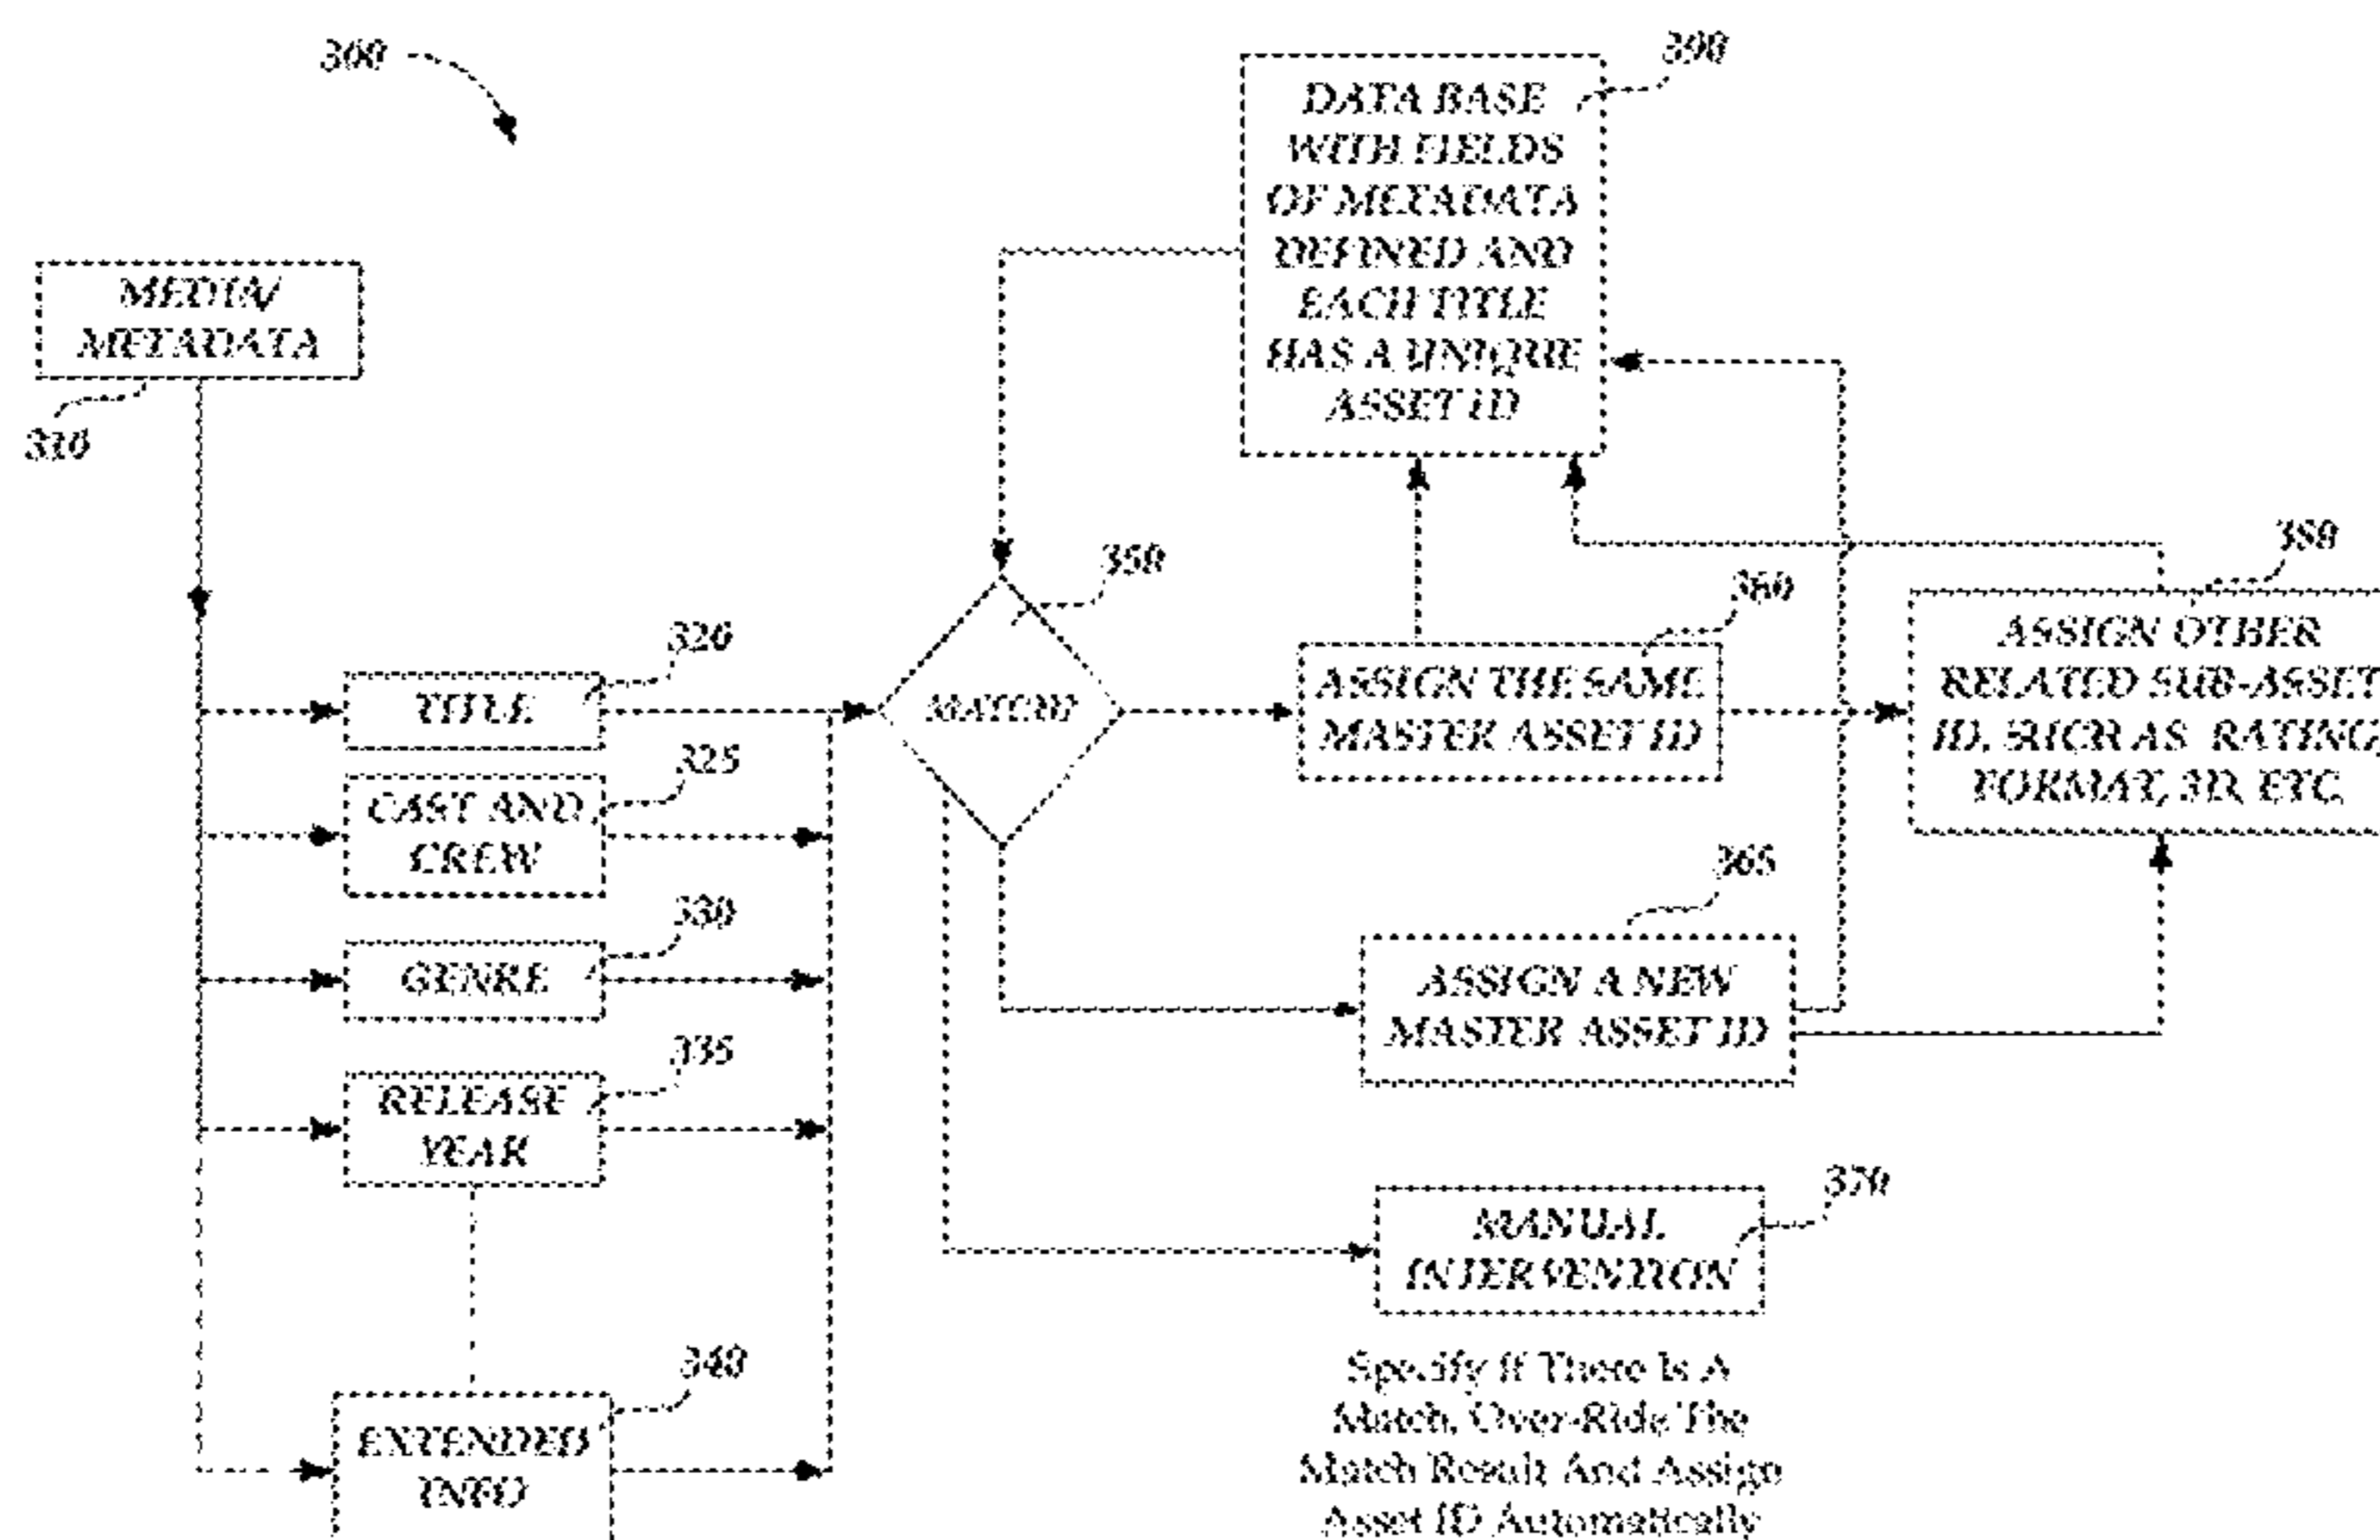 300
390
DATA BASE
WITH FIELDS
OF METADATA
DEFINED AND
EACH TITLE
HAS A UNIQUE
ASSET ID
MEDIA/
METADATA
310
350
360
380
320
TITLE
MATCH?
ASSIGN THE SAME
MASTER ASSET ID
ASSIGN OTHER
RELATED SUB-ASSET
ID, SUCH AS RATING,
FORMAT, 3D, ETC
325
CAST AND
CREW
365
330
GENRE
ASSIGN A NEW
MASTER ASSET ID
335
RELEASE
YEAR
370
MANUAL
INTERVENTION
340
EXTENDED
INFO
Specify If There Is A
Match, Over-Ride The
Match Result And Assign
Asset ID Automatically